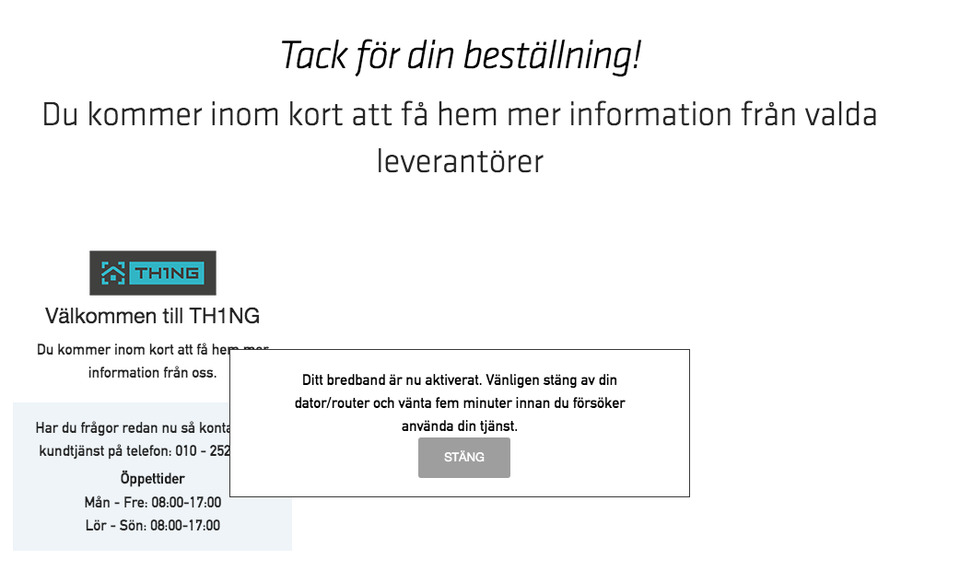 Tack för din beställning!
Du kommer inom kort att få hem mer information från valda
leverantörer
TH1NG
Välkommen till TH1NG
Du kommer inom kort att få hem mer
information från oss.
Har du frågor redan nu så
kundtjänst på telefon: 010 - 252
Öppettider
Mån - Fre: 08:00-17:00
Lör - Sön: 08:00-17:00
Ditt bredband är nu aktiverat. Vänligen stäng av din
dator/router och vänta fem minuter innan du försöker
använda din tjänst.
STÄNG